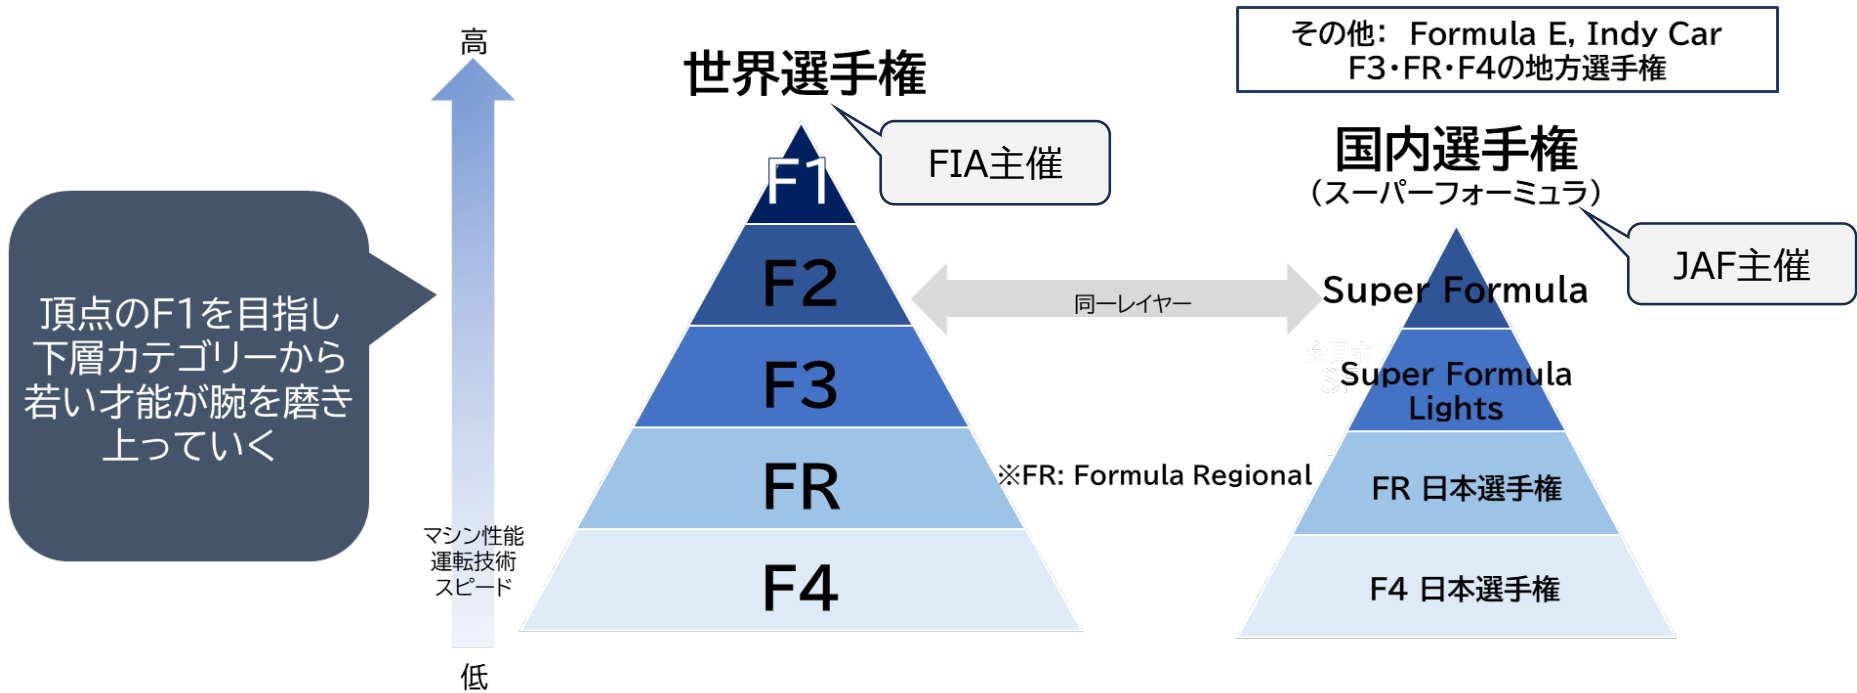 高
世界選手権
その他： Formula E, Indy Car
F3・FR・F4の地方選手権
FIA主催
国内選手権
（スーパーフォーミュラ）
JAF主催
F1
F2
F3
FR
F4
同一レイヤー
Super Formula
Super Formula
Lights
※FR: Formula Regional
FR 日本選手権
F4 日本選手権
頂点のF1を目指し
下層カテゴリーから
若い才能が腕を磨き
上っていく
マシン性能
運転技術
スピード
低